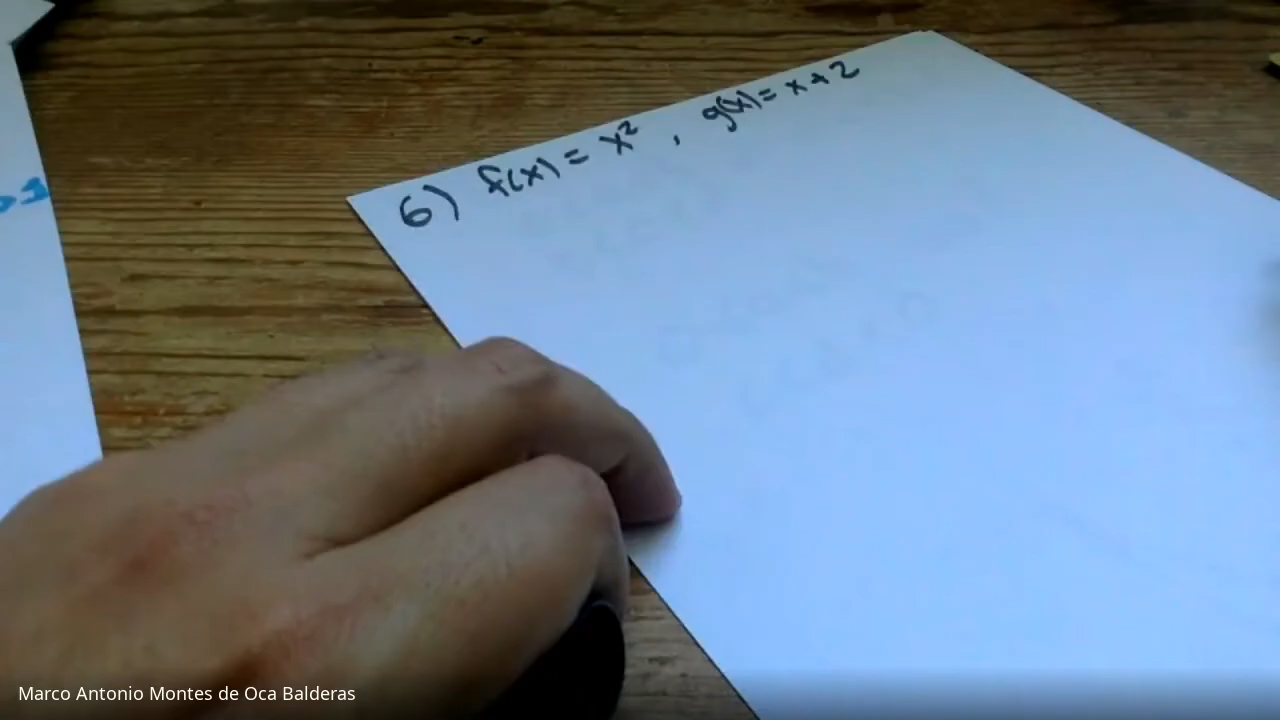 6) f(x) = x², g(x) = x+2
Marco Antonio Montes de Oca Balderas